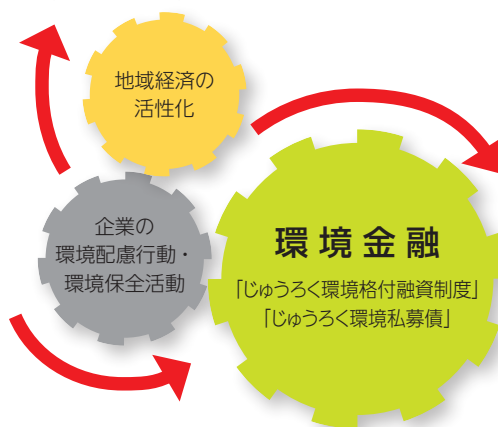 地域経済の
活性化
企業の
環境配慮行動・
環境保全活動
環境金融
「じゅうろく環境格付融資制度」
「じゅうろく環境私募債」